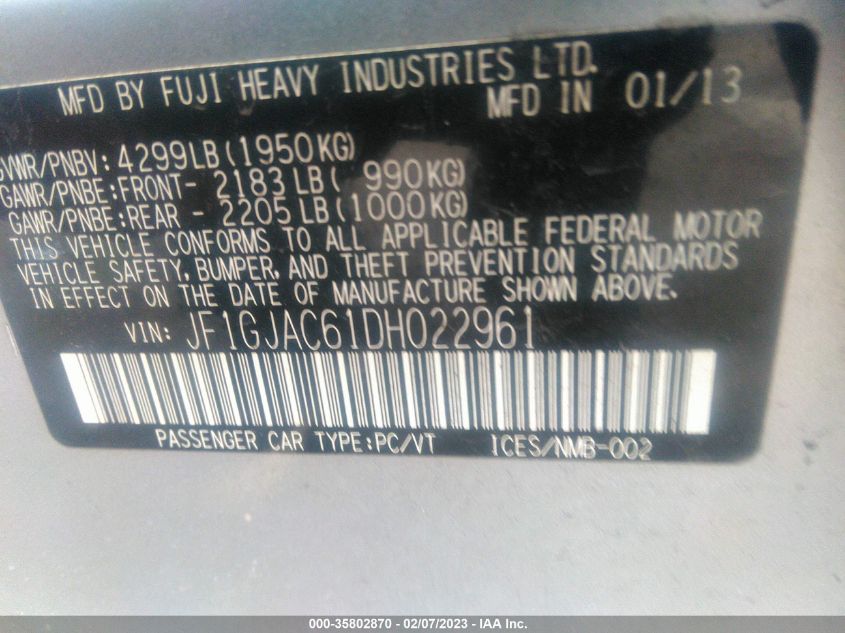 MFD BY FUJI HEAVY INDUSTRIES LTD.
MFD IN 01/13
GVWR/PNBV: 4299LB (1950KG)
GAWR/PNBE: FRONT- 2183 LB ( 990KG)
GAWR/PNBE: REAR - 2205 LB (1000KG)
THIS VEHICLE CONFORMS TO ALL APPLICABLE FEDERAL MOTOR
VEHICLE SAFETY, BUMPER, AND THEFT PREVENTION STANDARDS
IN EFFECT ON THE DATE OF MANUFACTURE SHOWN ABOVE.
VIN: JF1GJAC61DH022961
PASSENGER CAR TYPE:PC/VT ICES/NMB-002
000-35802870 - 02/07/2023 - IAA Inc.